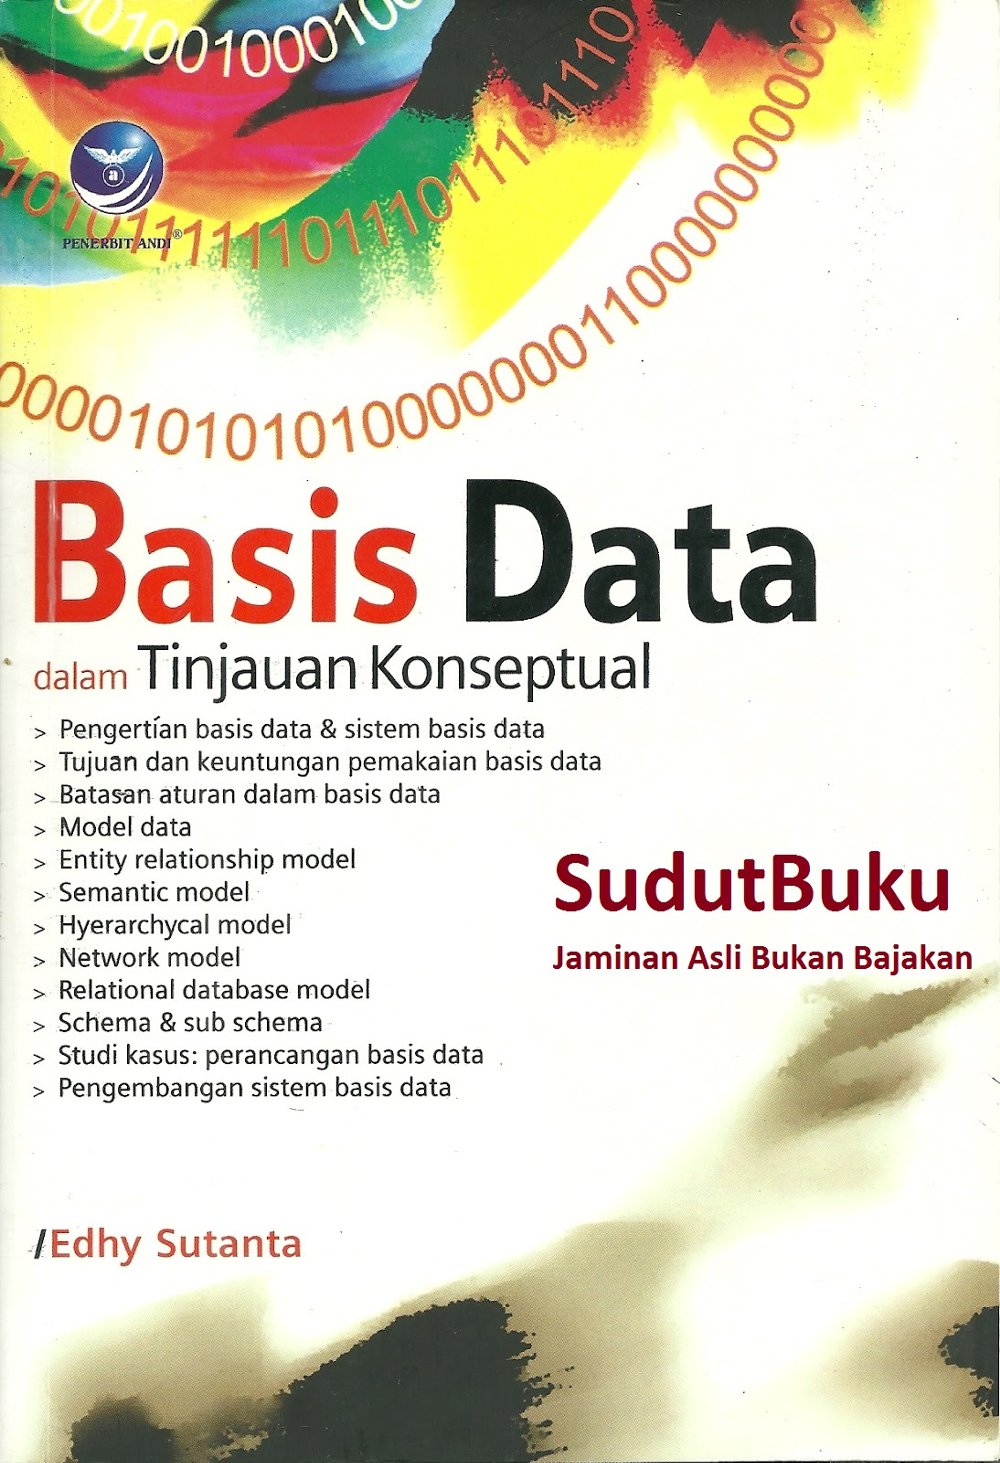 0010010001001
1010111111101110111101110
PENERBIT ANDI®
00001010101000000001100000000000
Basis Data
dalam Tinjauan Konseptual
> Pengertian basis data & sistem basis data
> Tujuan dan keuntungan pemakaian basis data
> Batasan aturan dalam basis data
> Model data
> Entity relationship model
> Semantic model
> Hyerarchycal model
> Network model
> Relational database model
> Schema & sub schema
> Studi kasus: perancangan basis data
> Pengembangan sistem basis data
SudutBuku
Jaminan Asli Bukan Bajakan
/Edhy Sutanta